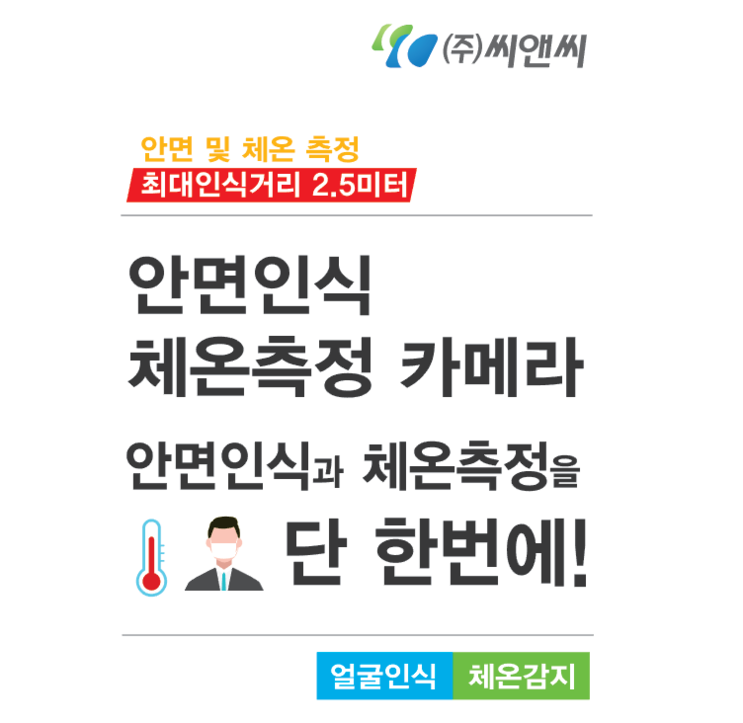 (주)씨앤씨
안면 및 체온 측정
최대인식거리 2.5미터
안면인식
체온측정 카메라
안면인식과 체온측정을
단 한번에!
얼굴인식 체온감지